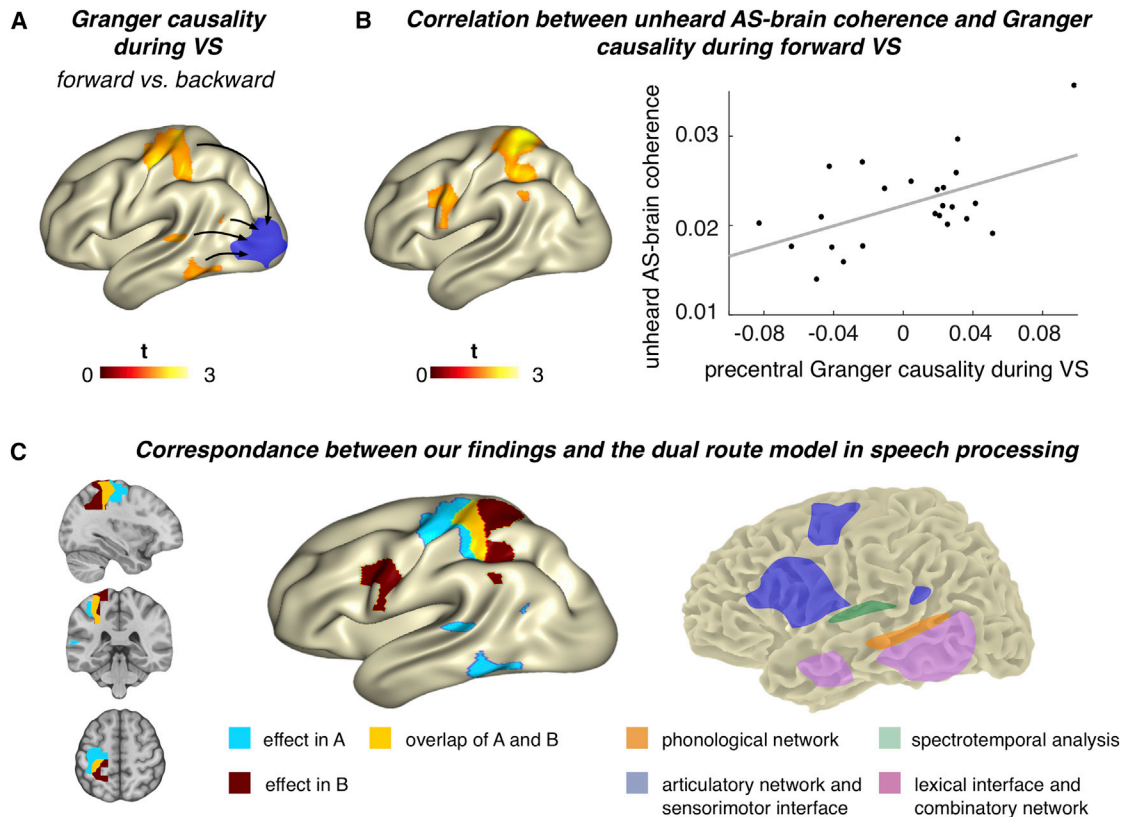 A
Granger causality
during VS
forward vs. backward
t
0
3
B
Correlation between unheard AS-brain coherence and Granger
causality during forward VS
t
0
3
unheard AS-brain coherence
0.03
0.02
0.01
-0.08
-0.04
0
0.04
0.08
precentral Granger causality during VS
C
Correspondance between our findings and the dual route model in speech processing
effect in A
overlap of A and B
effect in B
phonological network
spectrotemporal analysis
articulatory network and
sensorimotor interface
lexical interface and
combinatory network